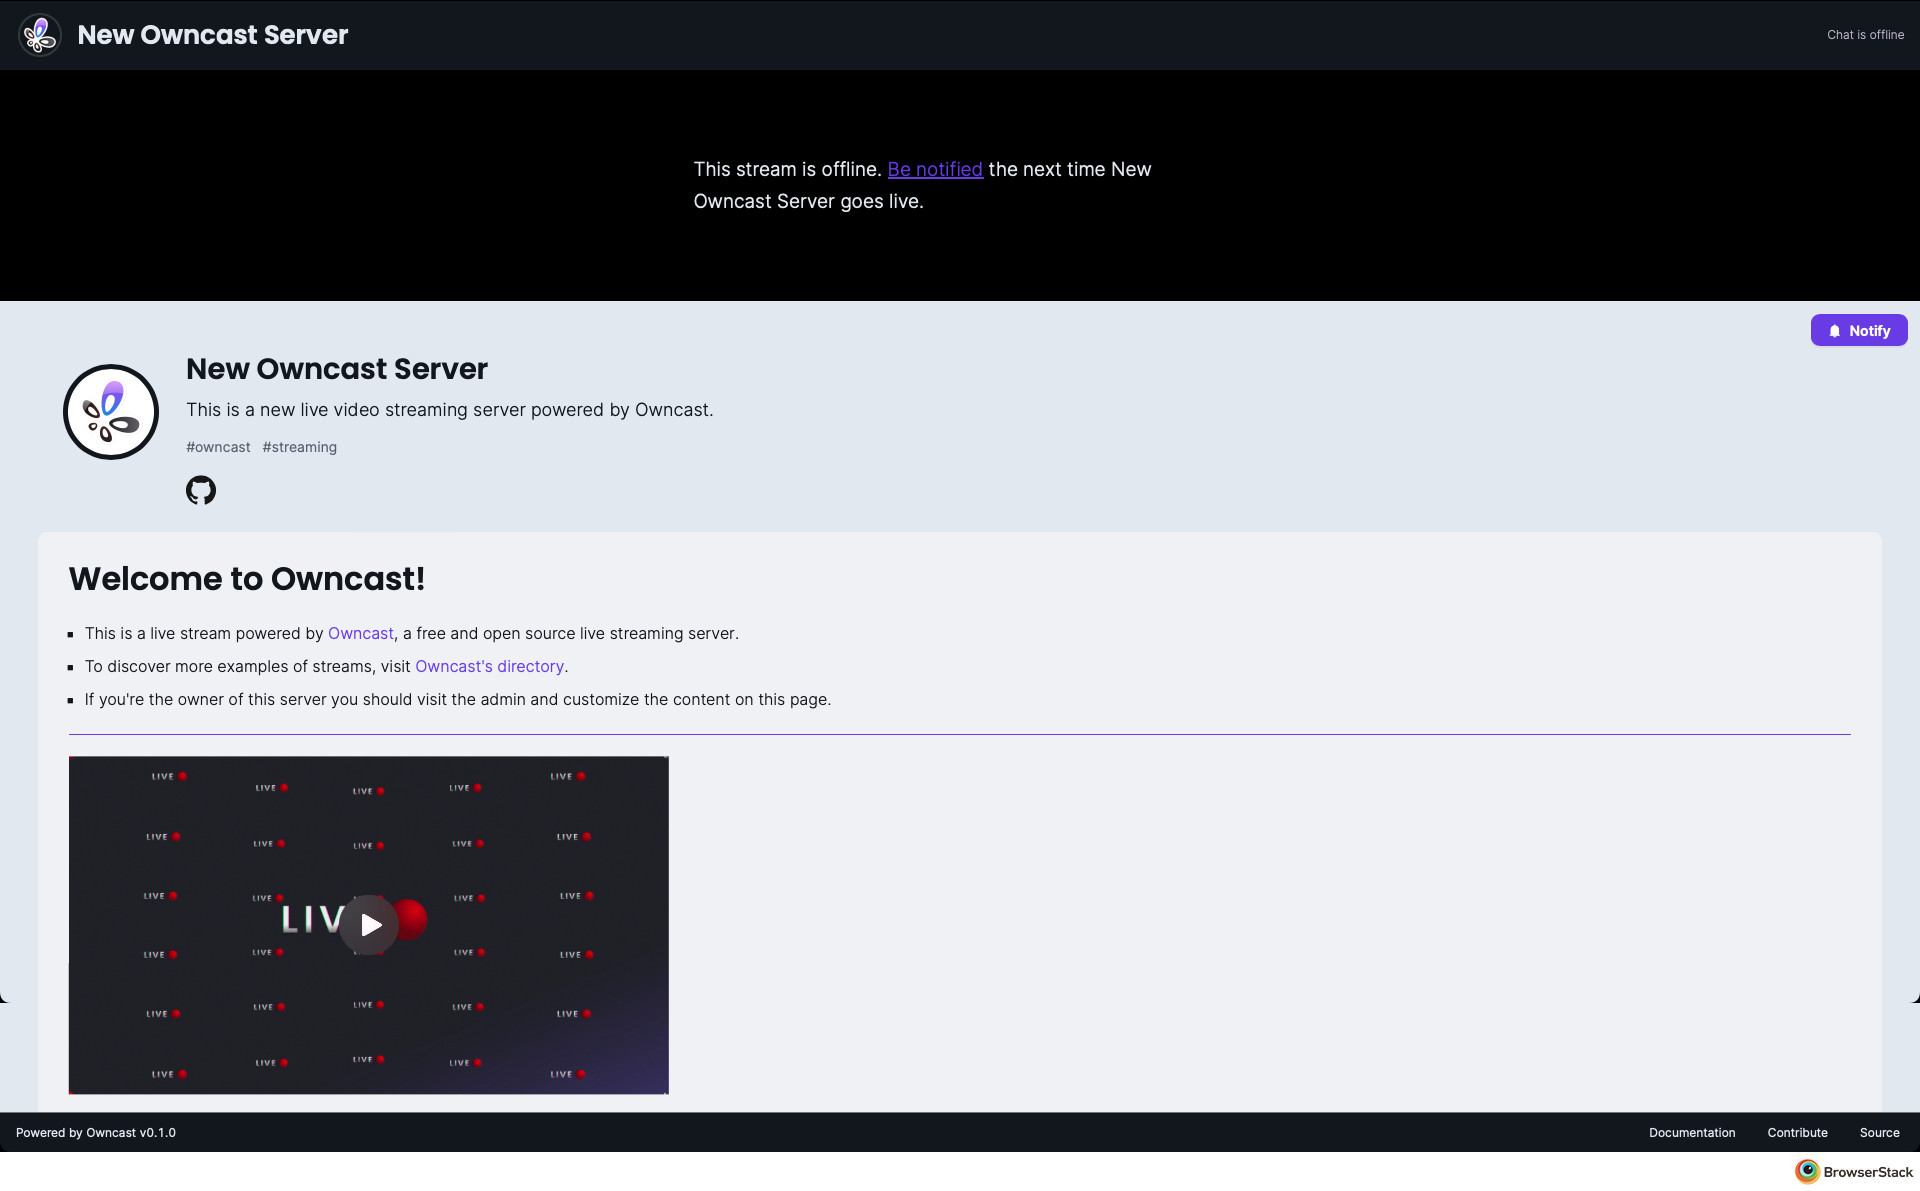 New Owncast Server
Chat is offline
This stream is offline. Be notified the next time New
Owncast Server goes live.
Notify
New Owncast Server
This is a new live video streaming server powered by Owncast.
#owncast #streaming
Welcome to Owncast!
This is a live stream powered by Owncast, a free and open source live streaming server.
To discover more examples of streams, visit Owncast's directory.
If you're the owner of this server you should visit the admin and customize the content on this page.
LIVE LIVE LIVE LIVE LIVE
LIVE LIVE LIVE LIVE LIVE
LIVE LIVE LIVE LIVE
LIV
LIVE LIVE LIVE LIVE
LIVE LIVE LIVE LIVE LIVE
LIVE LIVE LIVE LIVE LIVE
Powered by Owncast v0.1.0
Documentation Contribute Source
BrowserStack